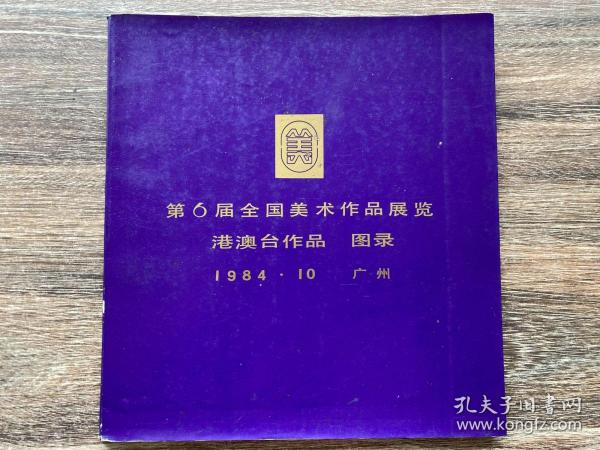 美
第6届全国美术作品展览
港澳台作品 图录
1984·10 广州
孔夫子旧書网
www.kongfz.com